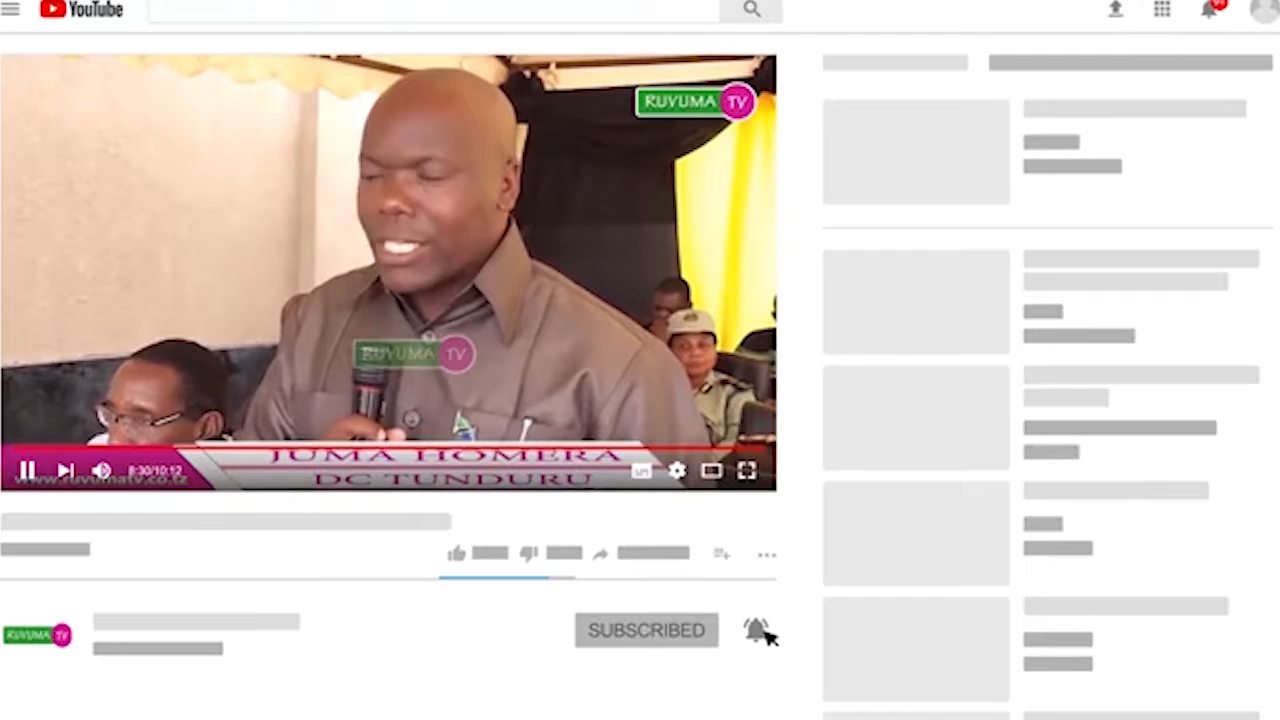 YouTube
RUVUMA TV
RUVUMA TV
JUMA HOMERA
8:30/10:12
www.ruvumatv.co.tz
DC TUNDURU
SUBSCRIBED
RUVUMA TV